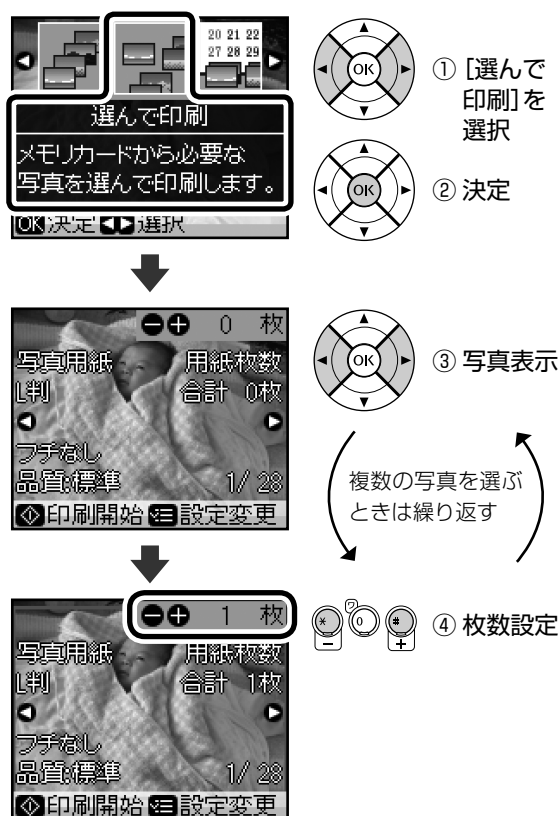 20 21 22
27 28 29
選んで印刷
メモリカードから必要な
写真を選んで印刷します。
OK 決定 選択
OK
① [選んで
印刷]を
選択
OK
② 決定
0 枚
写真用紙 用紙枚数
L判 合計 0枚
フチなし
品質:標準 1/ 28
印刷開始 設定変更
OK
③ 写真表示
複数の写真を選ぶ
ときは繰り返す
1 枚
写真用紙 用紙枚数
L判 合計 1枚
フチなし
品質:標準 1/ 28
印刷開始 設定変更
* ワ 0 #
− +
④ 枚数設定